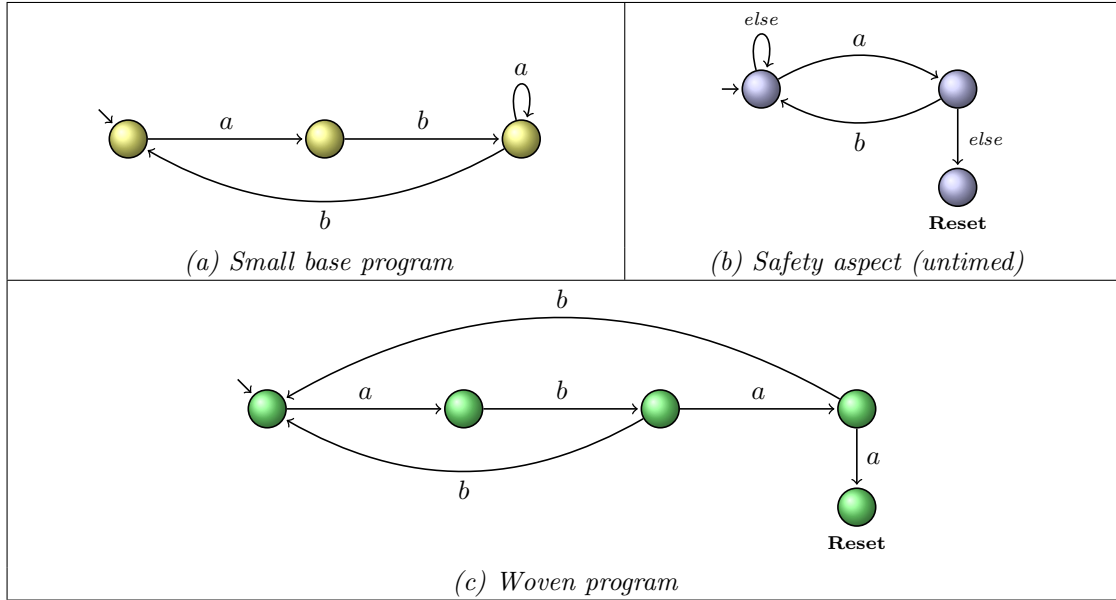 a
b
a
b
(a) Small base program
else
a
b
else
Reset
(b) Safety aspect (untimed)
b
a
b
a
b
a
Reset
(c) Woven program